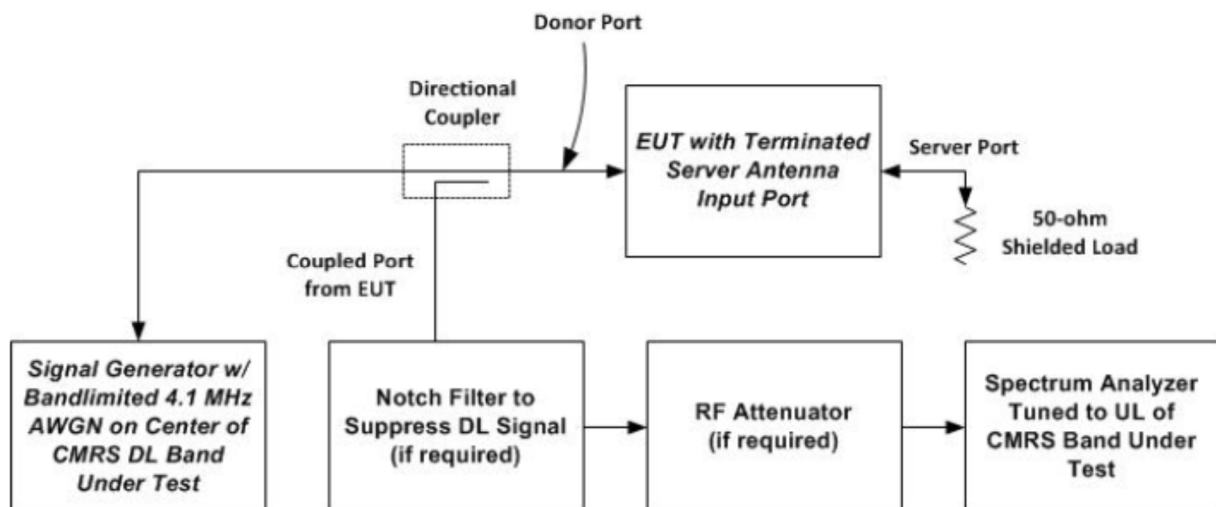 Donor Port
Directional
Coupler
EUT with Terminated
Server Antenna
Input Port
Server Port
50-ohm
Shielded Load
Coupled Port
from EUT
Signal Generator w/
Bandlimited 4.1 MHz
AWGN on Center of
CMRS DL Band
Under Test
Notch Filter to
Suppress DL Signal
(if required)
RF Attenuator
(if required)
Spectrum Analyzer
Tuned to UL of
CMRS Band Under
Test